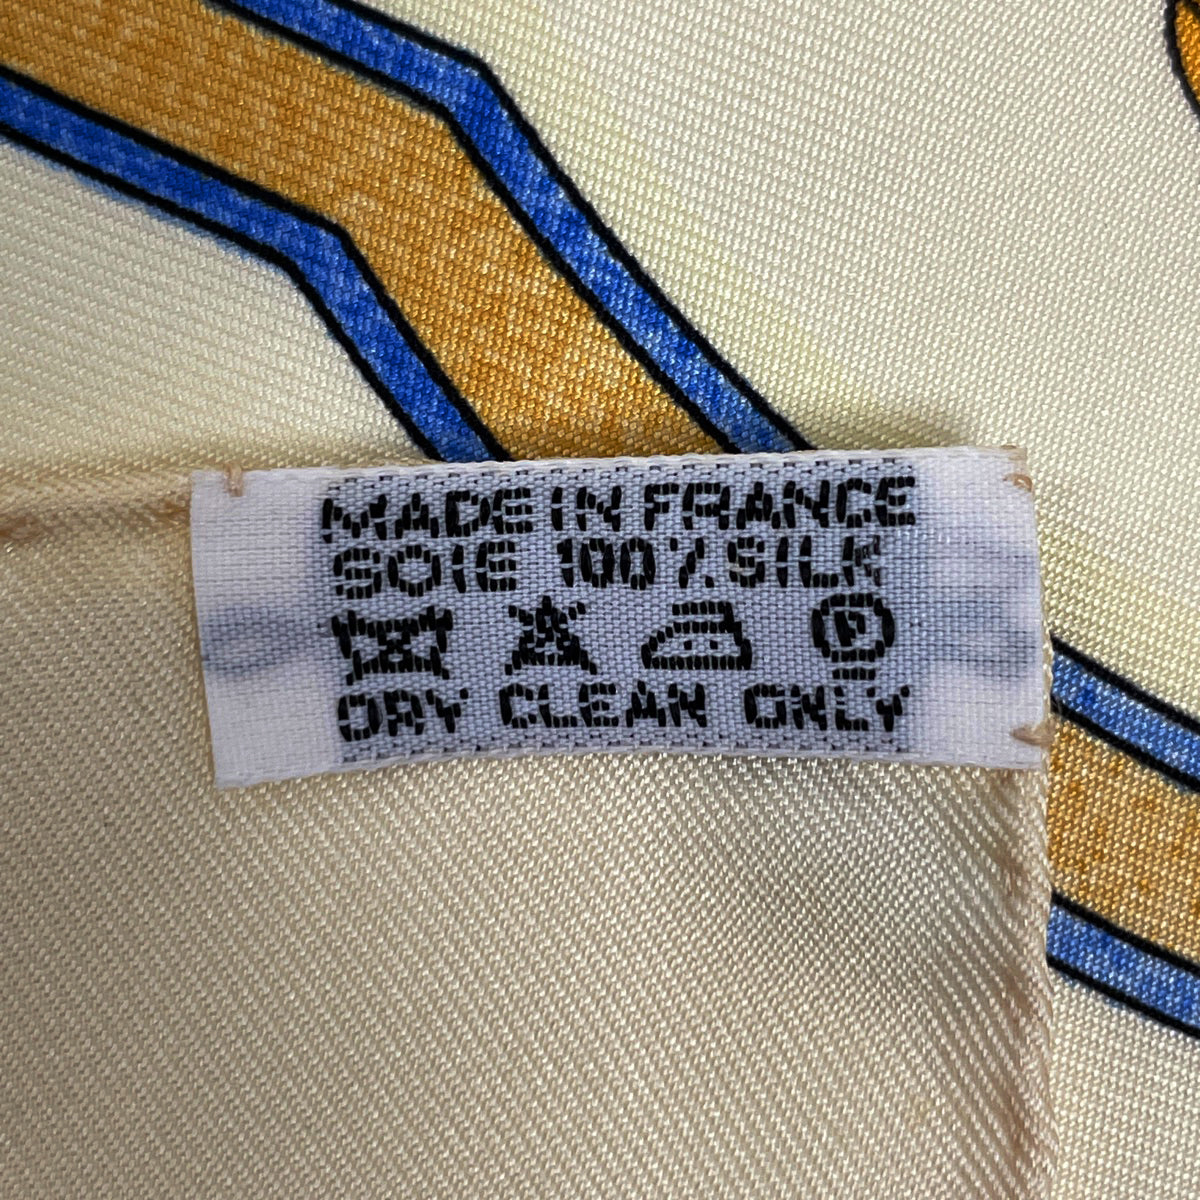 MADE IN FRANCE
SOIE 100% SILK
P
DRY CLEAN ONLY